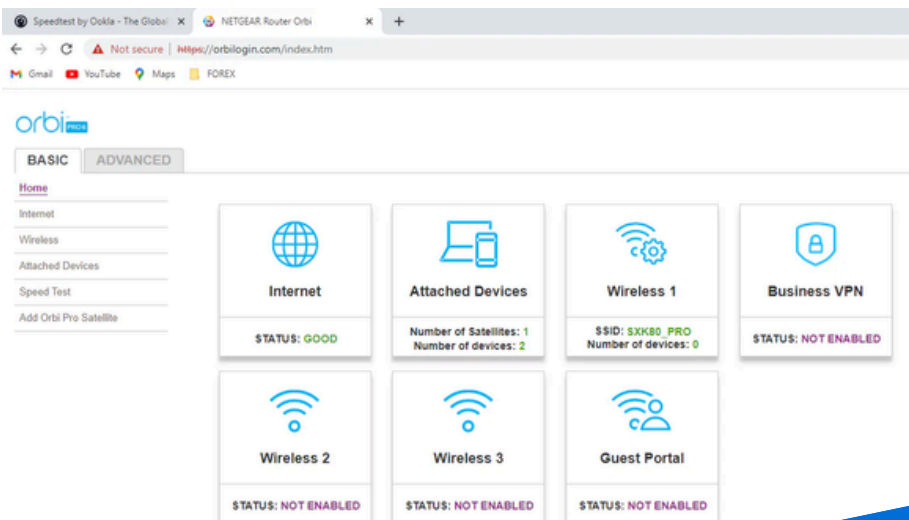 Speedtest by Ookla - The Global
NETGEAR Router Orbi
Not secure | https://orbilogin.com/index.htm
Gmail YouTube Maps FOREX
orbi PRO 6
BASIC ADVANCED
Home
Internet
Wireless
Attached Devices
Speed Test
Add Orbi Pro Satellite
Internet
STATUS: GOOD
Attached Devices
Number of Satellites: 1
Number of devices: 2
Wireless 1
SSID: SXK80_PRO
Number of devices: 0
Business VPN
STATUS: NOT ENABLED
Wireless 2
STATUS: NOT ENABLED
Wireless 3
STATUS: NOT ENABLED
Guest Portal
STATUS: NOT ENABLED